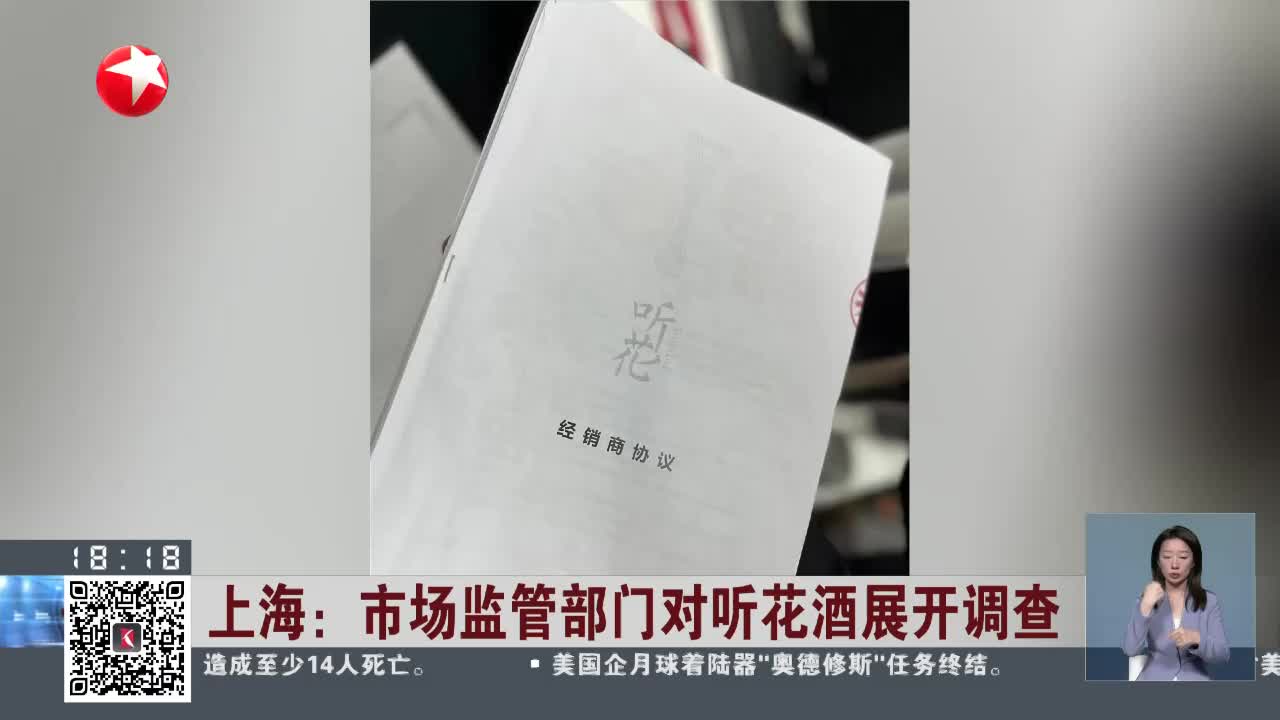 听花
经销商协议
18:18
上海：市场监管部门对听花酒展开调查
造成至少14人死亡。 ▪ 美国企月球着陆器"奥德修斯"任务终结。